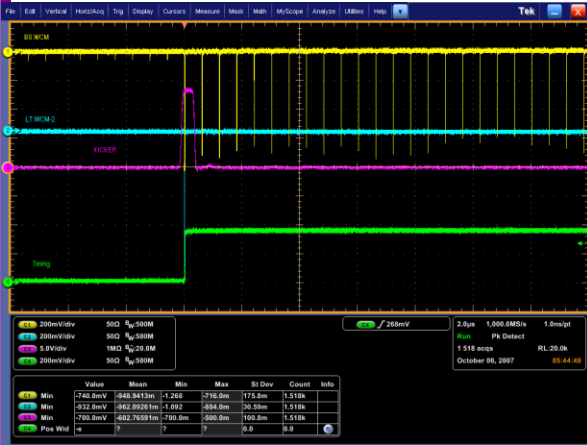 File Edit Vertical Horiz/Acq Trig Display Cursors Measure Mask Math MyScope Analyze Utilities Help Tek
BS:WCM
1
LT:WCM-2
2
KICKER
3
Timing
4
C1 200mV/div 50Ω BW:500M
C2 200mV/div 50Ω BW:500M
C3 5.0V/div 1MΩ BW:20.0M
C4 200mV/div 50Ω BW:500M
C4 268mV
2.0µs 1,000.0MS/s 1.0ns/pt
Run Pk Detect
1 518 acqs RL:20.0k
October 06, 2007 05:44:49
Value Mean Min Max St Dev Count Info
C1 Min -740.0mV -948.9413m -1.268 -716.0m 175.8m 1.518k
C2 Min -932.0mV -962.09261m -1.092 -884.0m 30.59m 1.518k
C3 Min -700.0mV -602.76591m -700.0m -500.0m 100.8m 1.518k
C4 Pos Wid -s ? ? ? 0.0 0.0